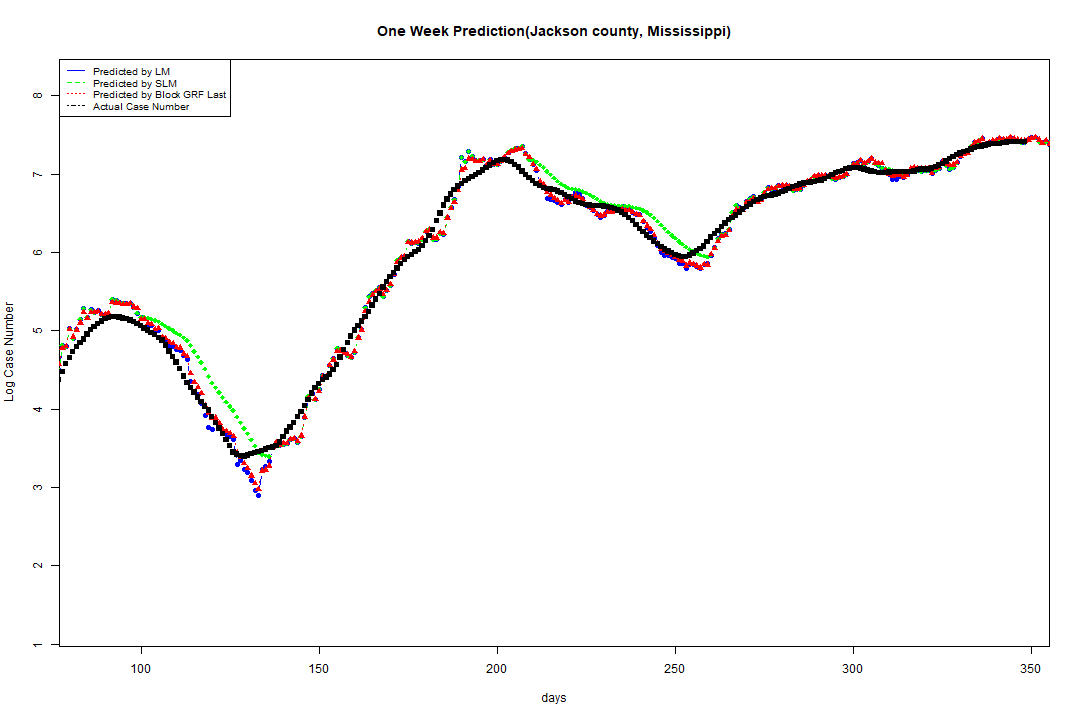 One Week Prediction(Jackson county, Mississippi)
Predicted by LM
Predicted by SLM
Predicted by Block GRF Last
Actual Case Number
8
7
6
5
4
3
2
1
Log Case Number
100 150 200 250 300 350
days